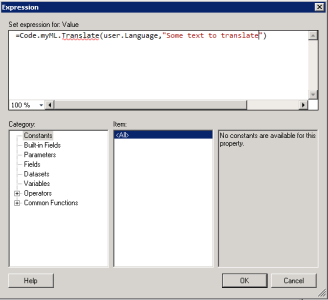 Expression
Set expression for: Value
=Code.myML.Translate(user.Language,"Some text to translate")
100 %
Category:
Item:
Constants
Built-in Fields
Parameters
Fields
Datasets
Variables
Operators
Common Functions
<All>
No constants are available for this
property.
Help
OK
Cancel